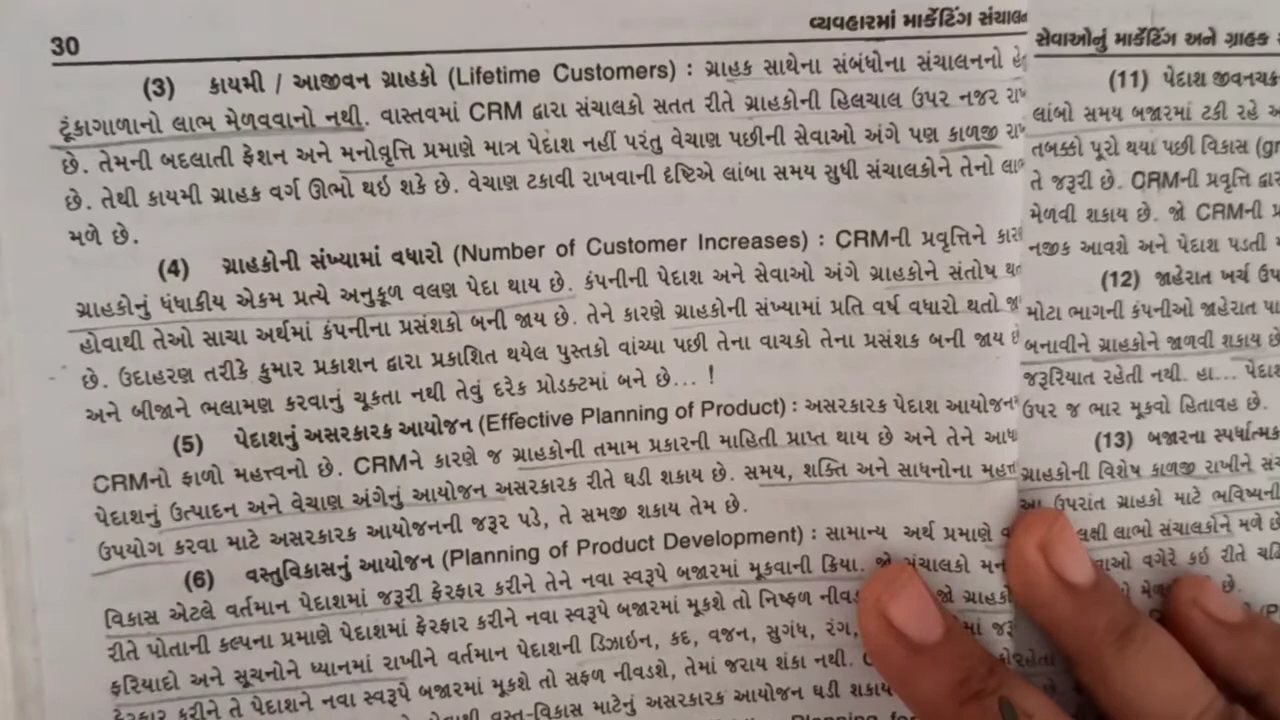 30
વ્યવહારમાં માર્કેટિંગ સંચાલન
(3) કાયમી / આજીવન ગ્રાહકો (Lifetime Customers) : ગ્રાહક સાથેના સંબંધોના સંચાલનનો
ટૂંકાગાળાનો લાભ મેળવવાનો નથી. વાસ્તવમાં CRM દ્વારા સંચાલકો સતત રીતે ગ્રાહકોની હિલચાલ ઉપર નજર
છે. તેમની બદલાતી ફેશન અને મનોવૃત્તિ પ્રમાણે માત્ર પેદાશ નહીં પરંતુ વેચાણ પછીની સેવાઓ અંગે પણ કાળજી
છે. તેથી કાયમી ગ્રાહક વર્ગ ઊભો થઇ શકે છે. વેચાણ ટકાવી રાખવાની દૃષ્ટિએ લાંબા સમય સુધી સંચાલકોને તેનો
મળે છે.
(4) ગ્રાહકોની સંખ્યામાં વધારો (Number of Customer Increases) : CRMની પ્રવૃત્તિને
ગ્રાહકોનું ધંધાકીય એકમ પ્રત્યે અનુકૂળ વલણ પેદા થાય છે. કંપનીની પેદાશ અને સેવાઓ અંગે ગ્રાહકોને સંતોષ
હોવાથી તેઓ સાચા અર્થમાં કંપનીના પ્રસંશકો બની જાય છે. તેને કારણે ગ્રાહકોની સંખ્યામાં પ્રતિ વર્ષ વધારો થતો
છે. ઉદાહરણ તરીકે કુમાર પ્રકાશન દ્વારા પ્રકાશિત થયેલ પુસ્તકો વાંચ્યા પછી તેના વાચકો તેના પ્રસંશક બની જાય છે
અને બીજાને ભલામણ કરવાનું ચૂકતા નથી તેવું દરેક પ્રોડક્ટમાં બને છે... !
(5) પેદાશનું અસરકારક આયોજન (Effective Planning of Product) : અસરકારક પેદાશ
CRMનો ફાળો મહત્ત્વનો છે. CRMને કારણે જ ગ્રાહકોની તમામ પ્રકારની માહિતી પ્રાપ્ત થાય છે અને તેને
પેદાશનું ઉત્પાદન અને વેચાણ અંગેનું આયોજન અસરકારક રીતે ઘડી શકાય છે. સમય, શક્તિ અને સાધનોના
ઉપયોગ કરવા માટે અસરકારક આયોજનની જરૂર પડે, તે સમજી શકાય તેમ છે.
(6) વસ્તુવિકાસનું આયોજન (Planning of Product Development) : સામાન્ય અર્થ પ્રમાણે
વિકાસ એટલે વર્તમાન પેદાશમાં જરૂરી ફેરફાર કરીને તેને નવા સ્વરૂપે બજારમાં મૂકવાની ક્રિયા. જો સંચાલકો
રીતે પોતાની કલ્પના પ્રમાણે પેદાશમાં ફેરફાર કરીને નવા સ્વરૂપે બજારમાં મૂકશે તો નિષ્ફળ જો ગ્રાહકો
ફરિયાદો અને સૂચનોને ધ્યાનમાં રાખીને વર્તમાન પેદાશની ડિઝાઇન, કદ, વજન, સુગંધ, રંગ,
ફેરફાર કરીને તે પેદાશને નવા સ્વરૂપે બજારમાં મૂકશે તો સફળ નીવડશે, તેમાં જરાય શંકા નથી.
વસ્તુ-વિકાસ માટેનું અસરકારક આયોજન ઘડી શકાય
સેવાઓનું માર્કેટિંગ અને ગ્રાહક
(11) પેદાશ જીવનચક્ર
લાંબો સમય બજારમાં ટકી રહે
તબક્કો પૂરો થયા પછી વિકાસ
તે જરૂરી છે. CRMની પ્રવૃત્તિ
મેળવી શકાય છે. જો CRMની
નજીક આવશે અને પેદાશ પડતી
(12) જાહેરાત ખર્ચ
મોટા ભાગની કંપનીઓ જાહેરાત
બનાવીને ગ્રાહકોને જાળવી શકાય છે
જરૂરિયાત રહેતી નથી. હા...
ઉપર જ ભાર મૂકવો હિતાવહ છે.
(13) બજારના સ્પર્ધાત્મક
ગ્રાહકોની વિશેષ કાળજી રાખીને
આ ઉપરાંત ગ્રાહકો માટે ભવિષ્યની
લાભો સંચાલકોને મળે
વગેરે કઇ રીતે
છે.